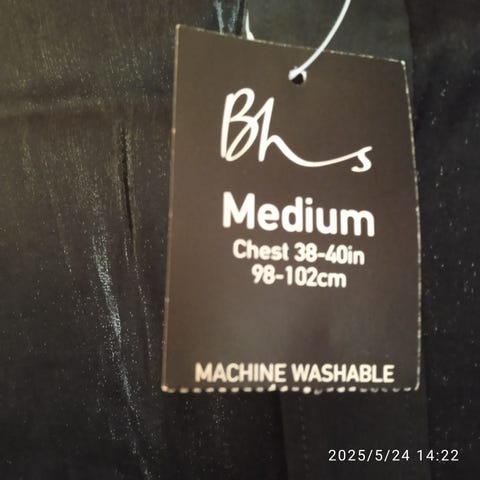 Bhs
Medium
Chest 38-40in
98-102cm
MACHINE WASHABLE
2025/5/24 14:22